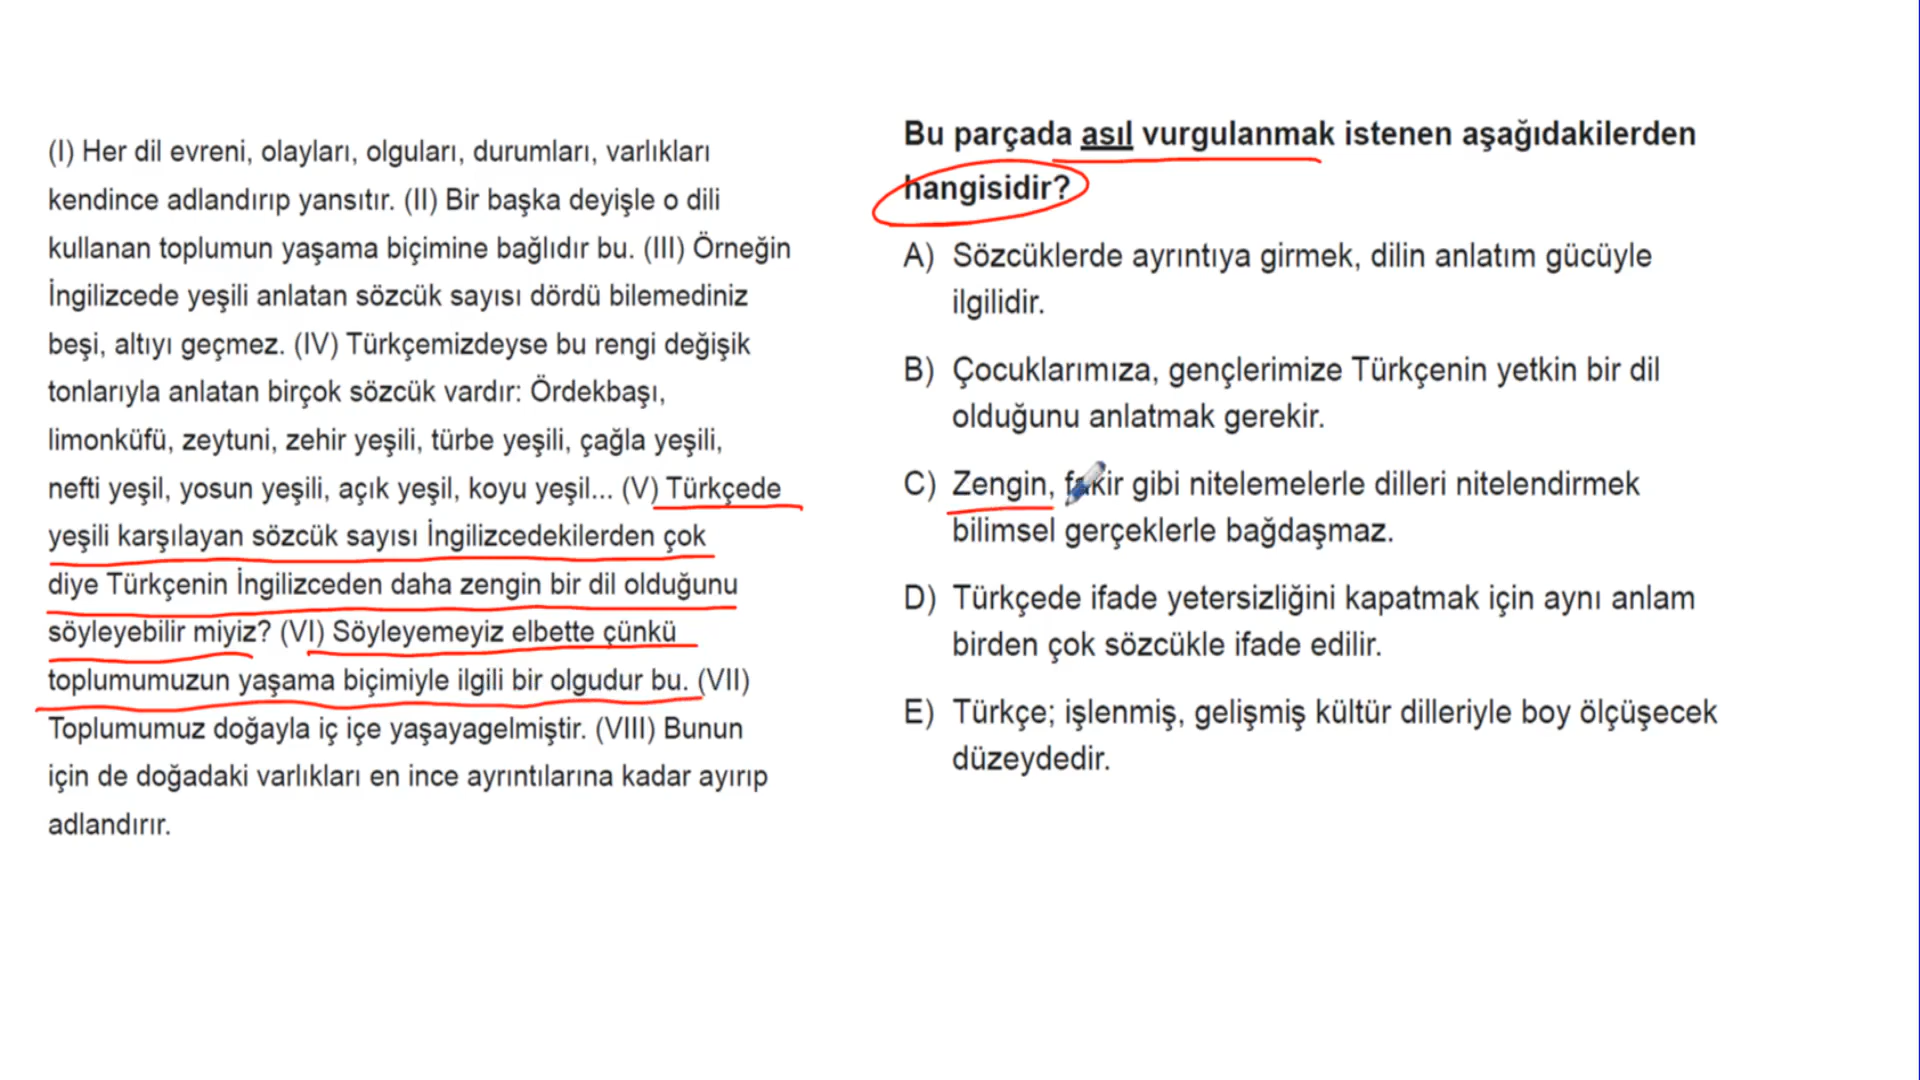 (I) Her dil evreni, olayları, olguları, durumları, varlıkları
kendince adlandırıp yansıtır. (II) Bir başka deyişle o dili
kullanan toplumun yaşama biçimine bağlıdır bu. (III) Örneğin
İngilizcede yeşili anlatan sözcük sayısı dördü bilemediniz
beşi, altıyı geçmez. (IV) Türkçemizdeyse bu rengi değişik
tonlarıyla anlatan birçok sözcük vardır: Ördekbaşı,
limonküfü, zeytuni, zehir yeşili, türbe yeşili, çağla yeşili,
nefti yeşil, yosun yeşili, açık yeşil, koyu yeşil... (V) Türkçede
yeşili karşılayan sözcük sayısı İngilizcedekilerden çok
diye Türkçenin İngilizceden daha zengin bir dil olduğunu
söyleyebilir miyiz? (VI) Söyleyemeyiz elbette çünkü
toplumumuzun yaşama biçimiyle ilgili bir olgudur bu. (VII)
Toplumumuz doğayla iç içe yaşayagelmiştir. (VIII) Bunun
için de doğadaki varlıkları en ince ayrıntılarına kadar ayırıp
adlandırır.
Bu parçada asıl vurgulanmak istenen aşağıdakilerden
hangisidir?
A) Sözcüklerde ayrıntıya girmek, dilin anlatım gücüyle
ilgilidir.
B) Çocuklarımıza, gençlerimize Türkçenin yetkin bir dil
olduğunu anlatmak gerekir.
C) Zengin, fakir gibi nitelemelerle dilleri nitelendirmek
bilimsel gerçeklerle bağdaşmaz.
D) Türkçede ifade yetersizliğini kapatmak için aynı anlam
birden çok sözcükle ifade edilir.
E) Türkçe; işlenmiş, gelişmiş kültür dilleriyle boy ölçüşecek
düzeydedir.